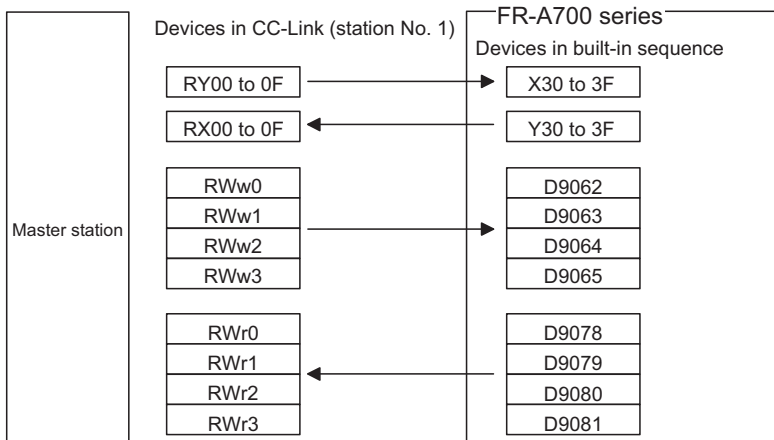 FR-A700 series
Devices in CC-Link (station No. 1)
Devices in built-in sequence
RY00 to 0F
X30 to 3F
RX00 to 0F
Y30 to 3F
Master station
RWw0
RWw1
RWw2
RWw3
D9062
D9063
D9064
D9065
RWr0
RWr1
RWr2
RWr3
D9078
D9079
D9080
D9081